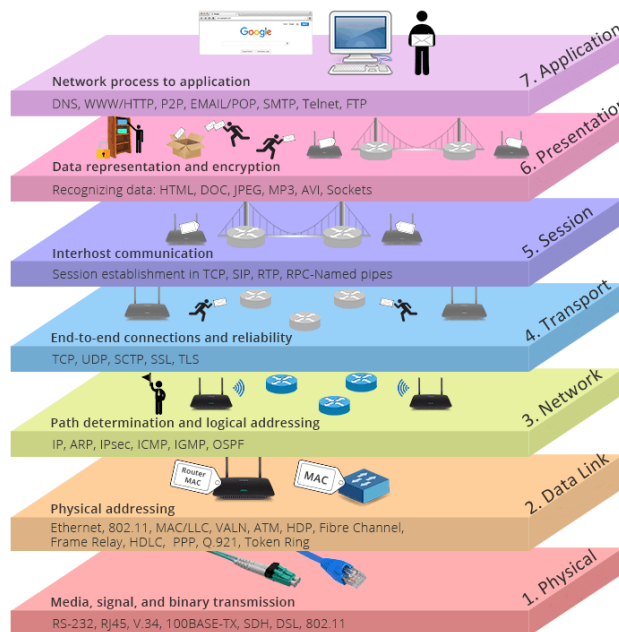 Google
7. Application
Network process to application
DNS, WWW/HTTP, P2P, EMAIL/POP, SMTP, Telnet, FTP
6. Presentation
Data representation and encryption
Recognizing data: HTML, DOC, JPEG, MP3, AVI, Sockets
5. Session
Interhost communication
Session establishment in TCP, SIP, RTP, RPC-Named pipes
4. Transport
End-to-end connections and reliability
TCP, UDP, SCTP, SSL, TLS
3. Network
Path determination and logical addressing
IP, ARP, IPsec, ICMP, IGMP, OSPF
Router
MAC
MAC
2. Data Link
Physical addressing
Ethernet, 802.11, MAC/LLC, VALN, ATM, HDP, Fibre Channel,
Frame Relay, HDLC, PPP, Q.921, Token Ring
1. Physical
Media, signal, and binary transmission
RS-232, RJ45, V.34, 100BASE-TX, SDH, DSL, 802.11